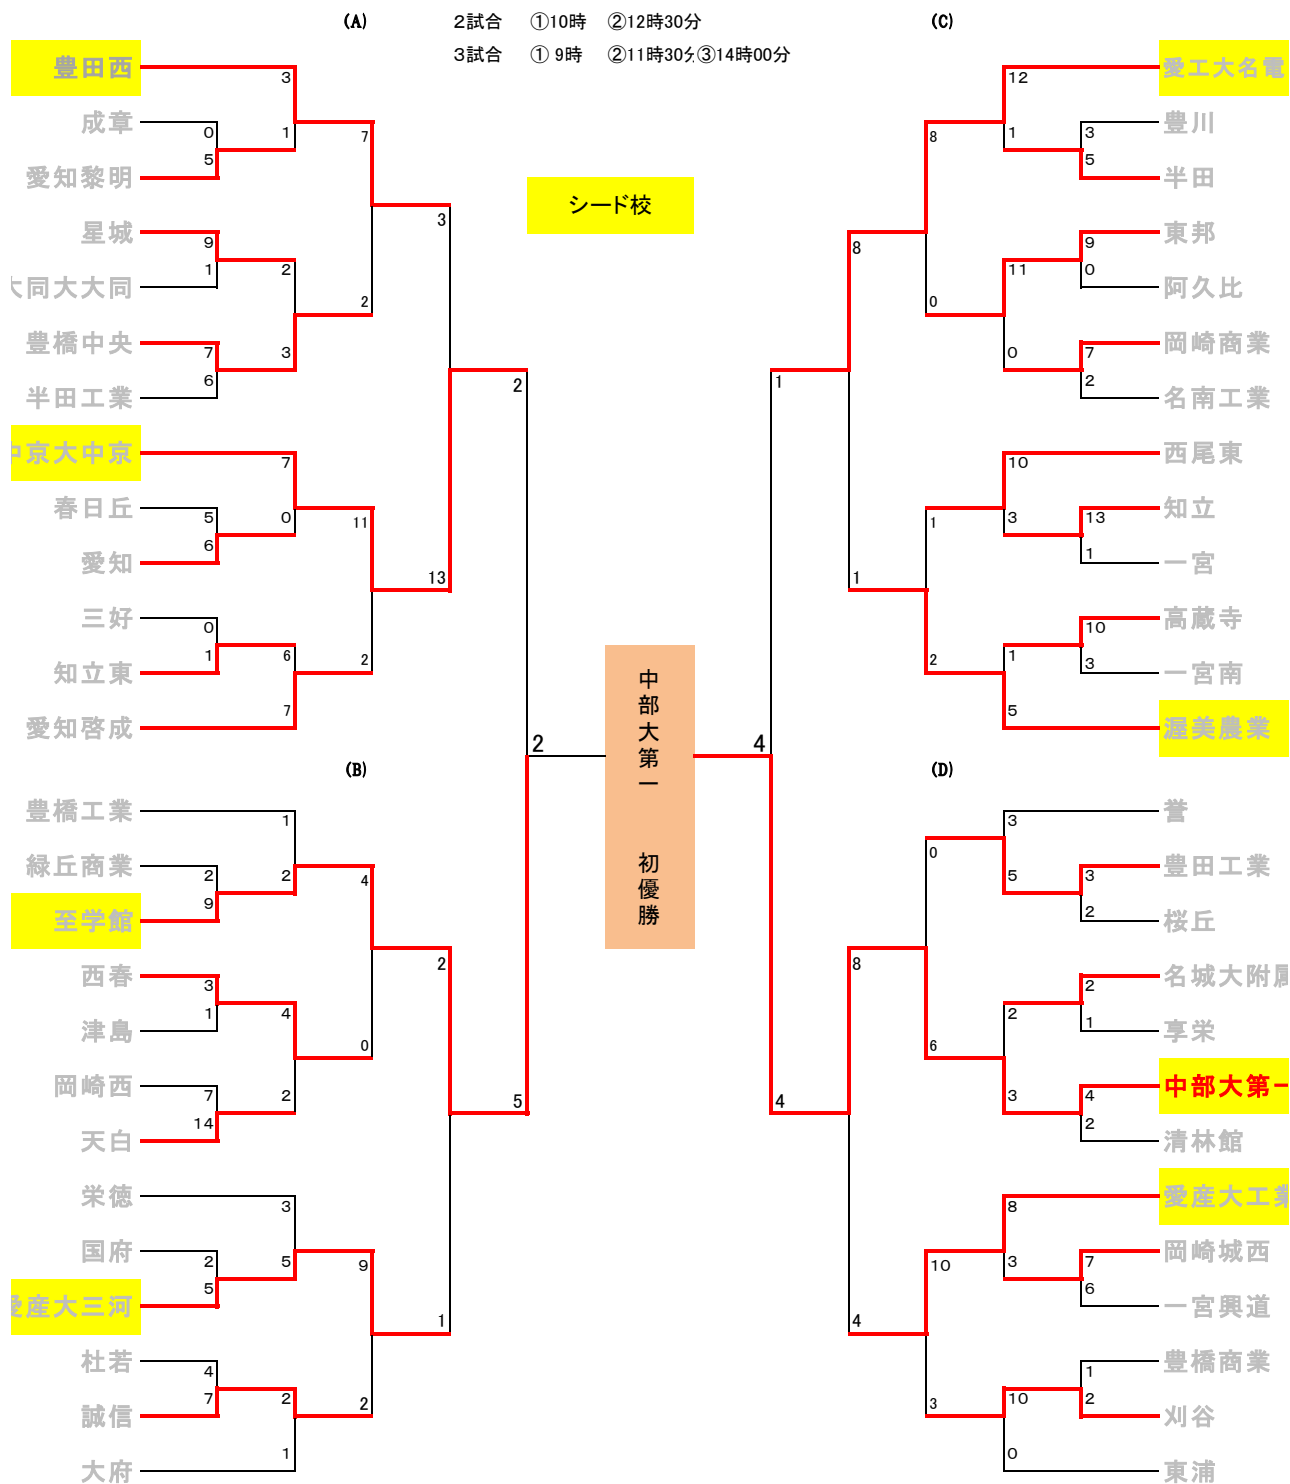 (A)
2試合 ①10時 ②12時30分
(C)
3試合 ① 9時 ②11時30分③14時00分
シード校
豊田西
3
成章
0
1
7
愛知黎明
5
星城
9
3
大同大大同
1
2
2
豊橋中央
7
3
半田工業
6
2
中京大中京
7
春日丘
5
0
11
愛知
6
13
三好
0
知立東
1
6
2
愛知啓成
7
2
(B)
豊橋工業
1
緑丘商業
2
2
4
至学館
9
西春
3
2
津島
1
4
0
岡崎西
7
2
天白
14
5
栄徳
3
国府
2
5
9
愛産大三河
5
1
杜若
4
誠信
7
2
2
大府
1
中部大第一 初優勝
愛工大名電
12
豊川
3
1
8
半田
5
東邦
9
8
阿久比
0
11
0
岡崎商業
7
0
名南工業
2
1
西尾東
10
知立
13
3
1
一宮
1
1
高蔵寺
10
一宮南
3
1
2
渥美農業
5
4
(D)
誉
3
豊田工業
3
5
0
桜丘
2
名城大附属
2
8
享栄
1
2
6
中部大第一
4
3
清林館
2
4
愛産大工業
8
岡崎城西
7
3
10
一宮興道
6
4
豊橋商業
1
刈谷
2
10
3
東浦
0